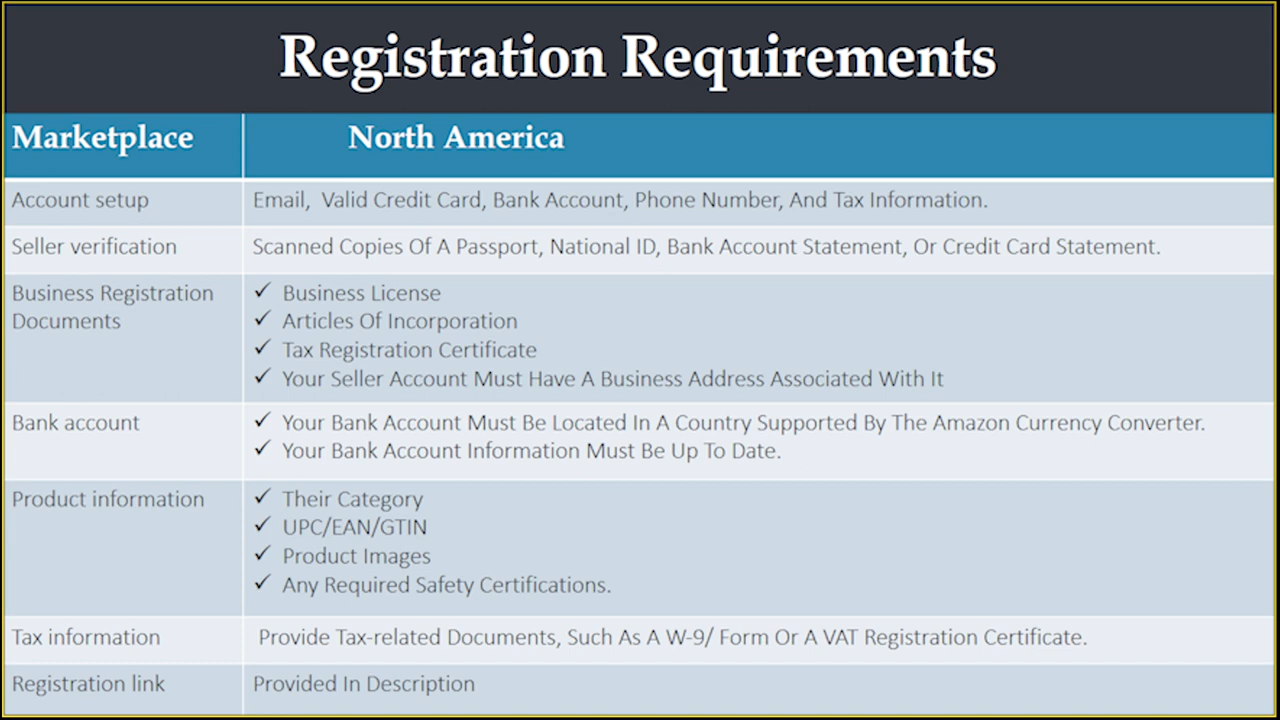 Registration Requirements
Marketplace North America
Account setup Email, Valid Credit Card, Bank Account, Phone Number, And Tax Information.
Seller verification Scanned Copies Of A Passport, National ID, Bank Account Statement, Or Credit Card Statement.
Business Registration
Documents
✓ Business License
✓ Articles Of Incorporation
✓ Tax Registration Certificate
✓ Your Seller Account Must Have A Business Address Associated With It
Bank account
✓ Your Bank Account Must Be Located In A Country Supported By The Amazon Currency Converter.
✓ Your Bank Account Information Must Be Up To Date.
Product information
✓ Their Category
✓ UPC/EAN/GTIN
✓ Product Images
✓ Any Required Safety Certifications.
Tax information Provide Tax-related Documents, Such As A W-9/ Form Or A VAT Registration Certificate.
Registration link Provided In Description